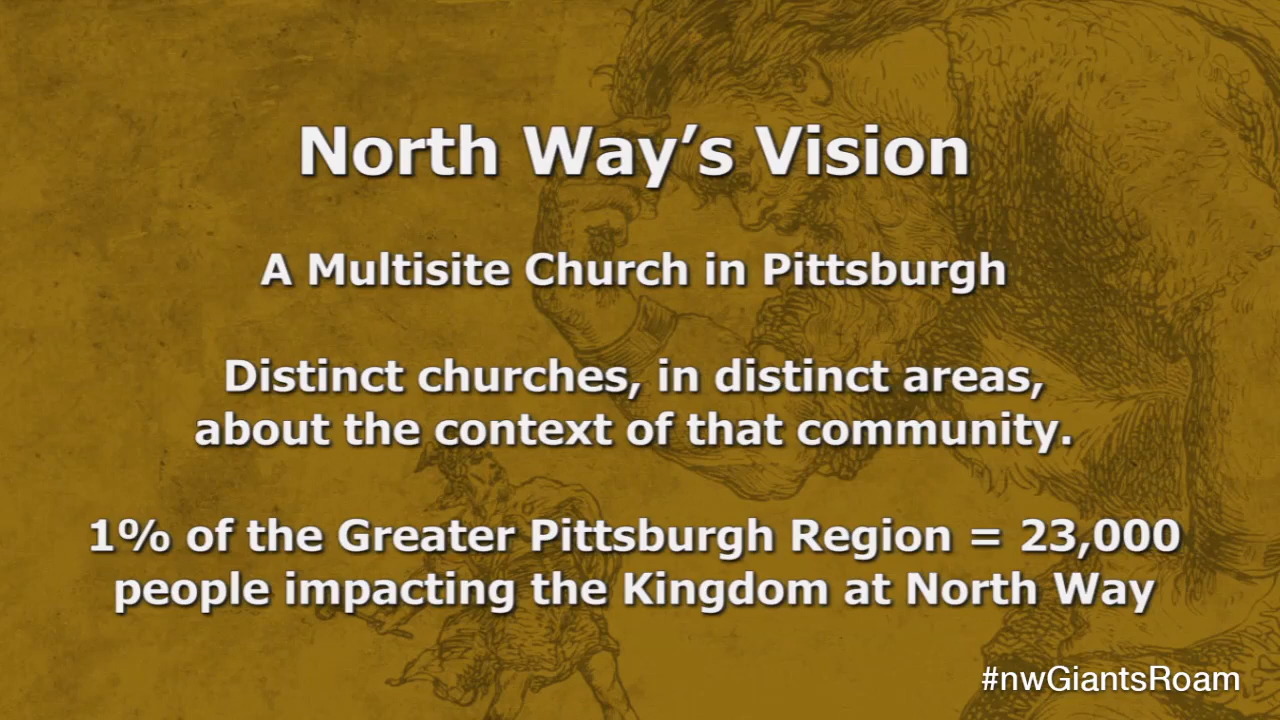 North Way’s Vision
A Multisite Church in Pittsburgh
Distinct churches, in distinct areas,
about the context of that community.
1% of the Greater Pittsburgh Region = 23,000
people impacting the Kingdom at North Way
#nwGiantsRoam